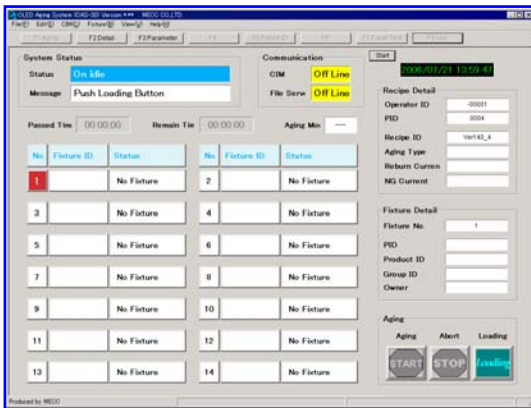 OLED Aging System (OAS-30) Version *.** MEOC CO.,LTD
File(F) Edit(E) CIM(C) Fixture(B) View(V) Help(H)
F2:Detail F3:Parameter
System Status
Status On Idle
Message Push Loading Button
Communication
CIM Off Line
File Serv Off Line
Start
2006/07/21 13:59:47
Passed Time 00:00:00 Remain Tim 00:00:00 Aging Mod ----
No. Fixture ID Status No. Fixture ID Status
1 No Fixture 2 No Fixture
3 No Fixture 4 No Fixture
5 No Fixture 6 No Fixture
7 No Fixture 8 No Fixture
9 No Fixture 10 No Fixture
11 No Fixture 12 No Fixture
13 No Fixture 14 No Fixture
Recipe Detail
Operator ID -00001
PID 0004
Recipe ID Ver143_4
Aging Type
Reburn Curren
NG Current
Fixture Detail
Fixture No. 1
PID
Product ID
Group ID
Owner
Aging
Aging Abort Loading
START STOP Loading
Produced by MEOC